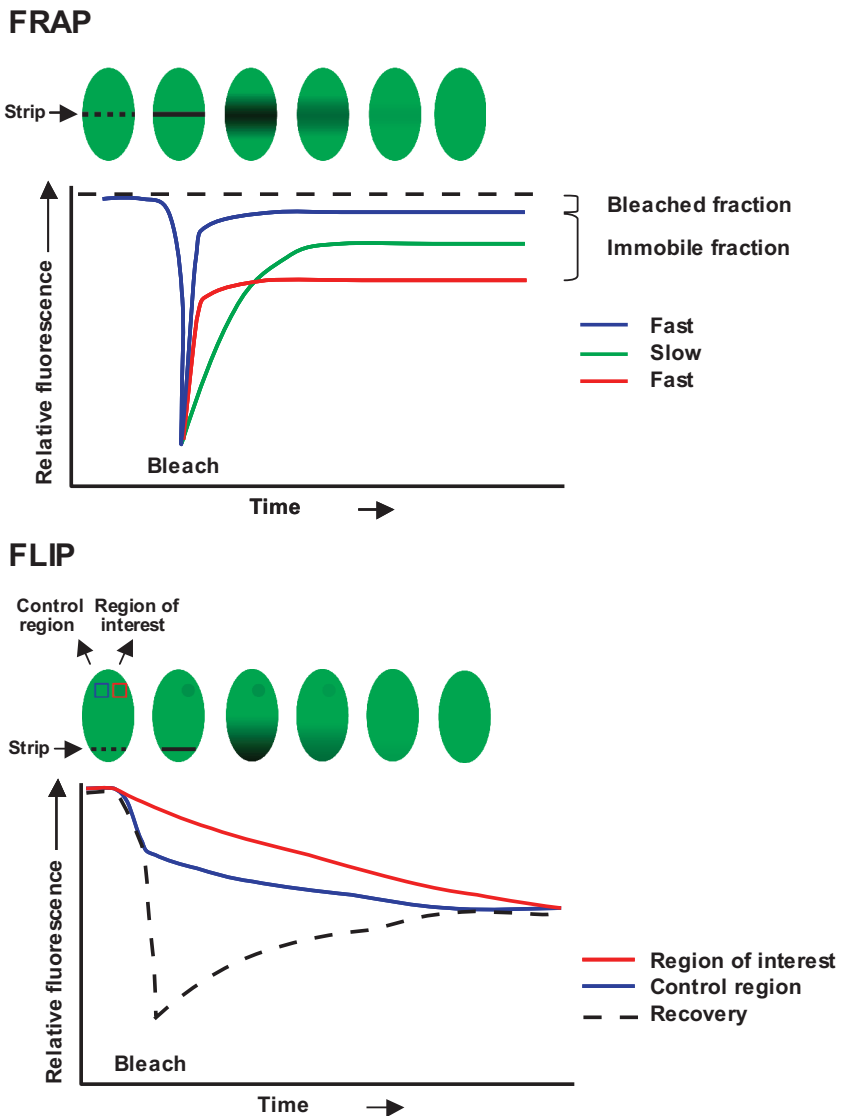 FRAP
Strip
Relative fluorescence
Bleached fraction
Immobile fraction
Fast
Slow
Fast
Bleach
Time
FLIP
Control Region of
region interest
Strip
Relative fluorescence
Region of interest
Control region
Recovery
Bleach
Time